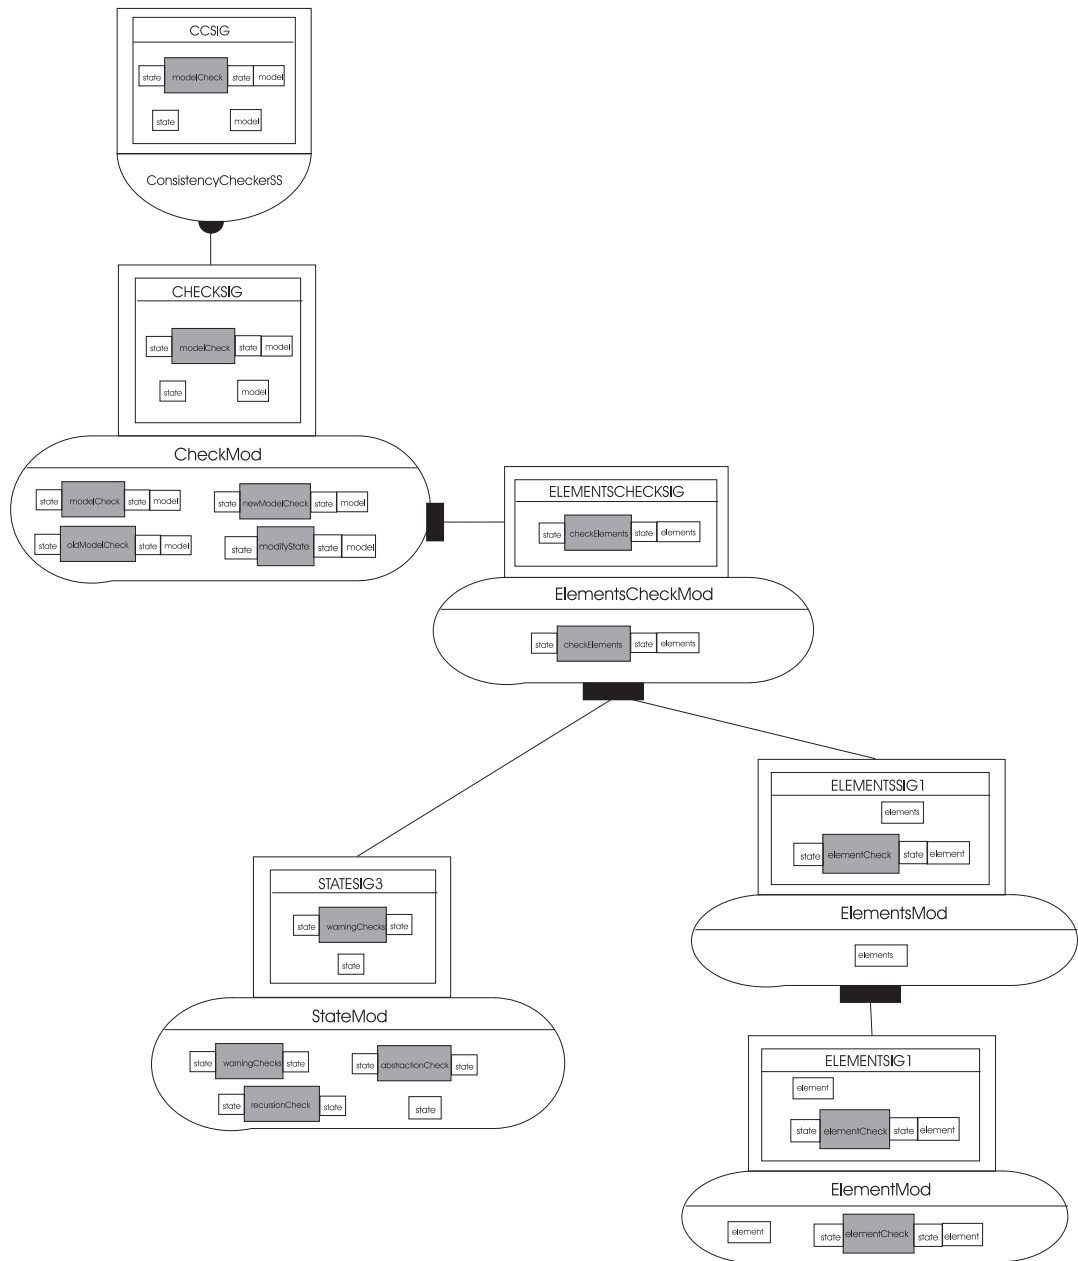 CCSIG
state modelCheck state model
state model
ConsistencyCheckerSS
CHECKSIG
state modelCheck state model
state model
CheckMod
state modelCheck state model
state newModelCheck state model
state oldModelCheck state model
state modifyState state model
ELEMENTSCHECKSIG
state checkElements state elements
ElementsCheckMod
state checkElements state elements
ELEMENTSSIG1
elements
state elementCheck state element
ElementsMod
elements
STATESIG3
state warningChecks state
state
StateMod
state warningChecks state
state abstractionCheck state
state recursionCheck state
state
ELEMENTSIG1
element
state elementCheck state element
ElementMod
element
state elementCheck state element